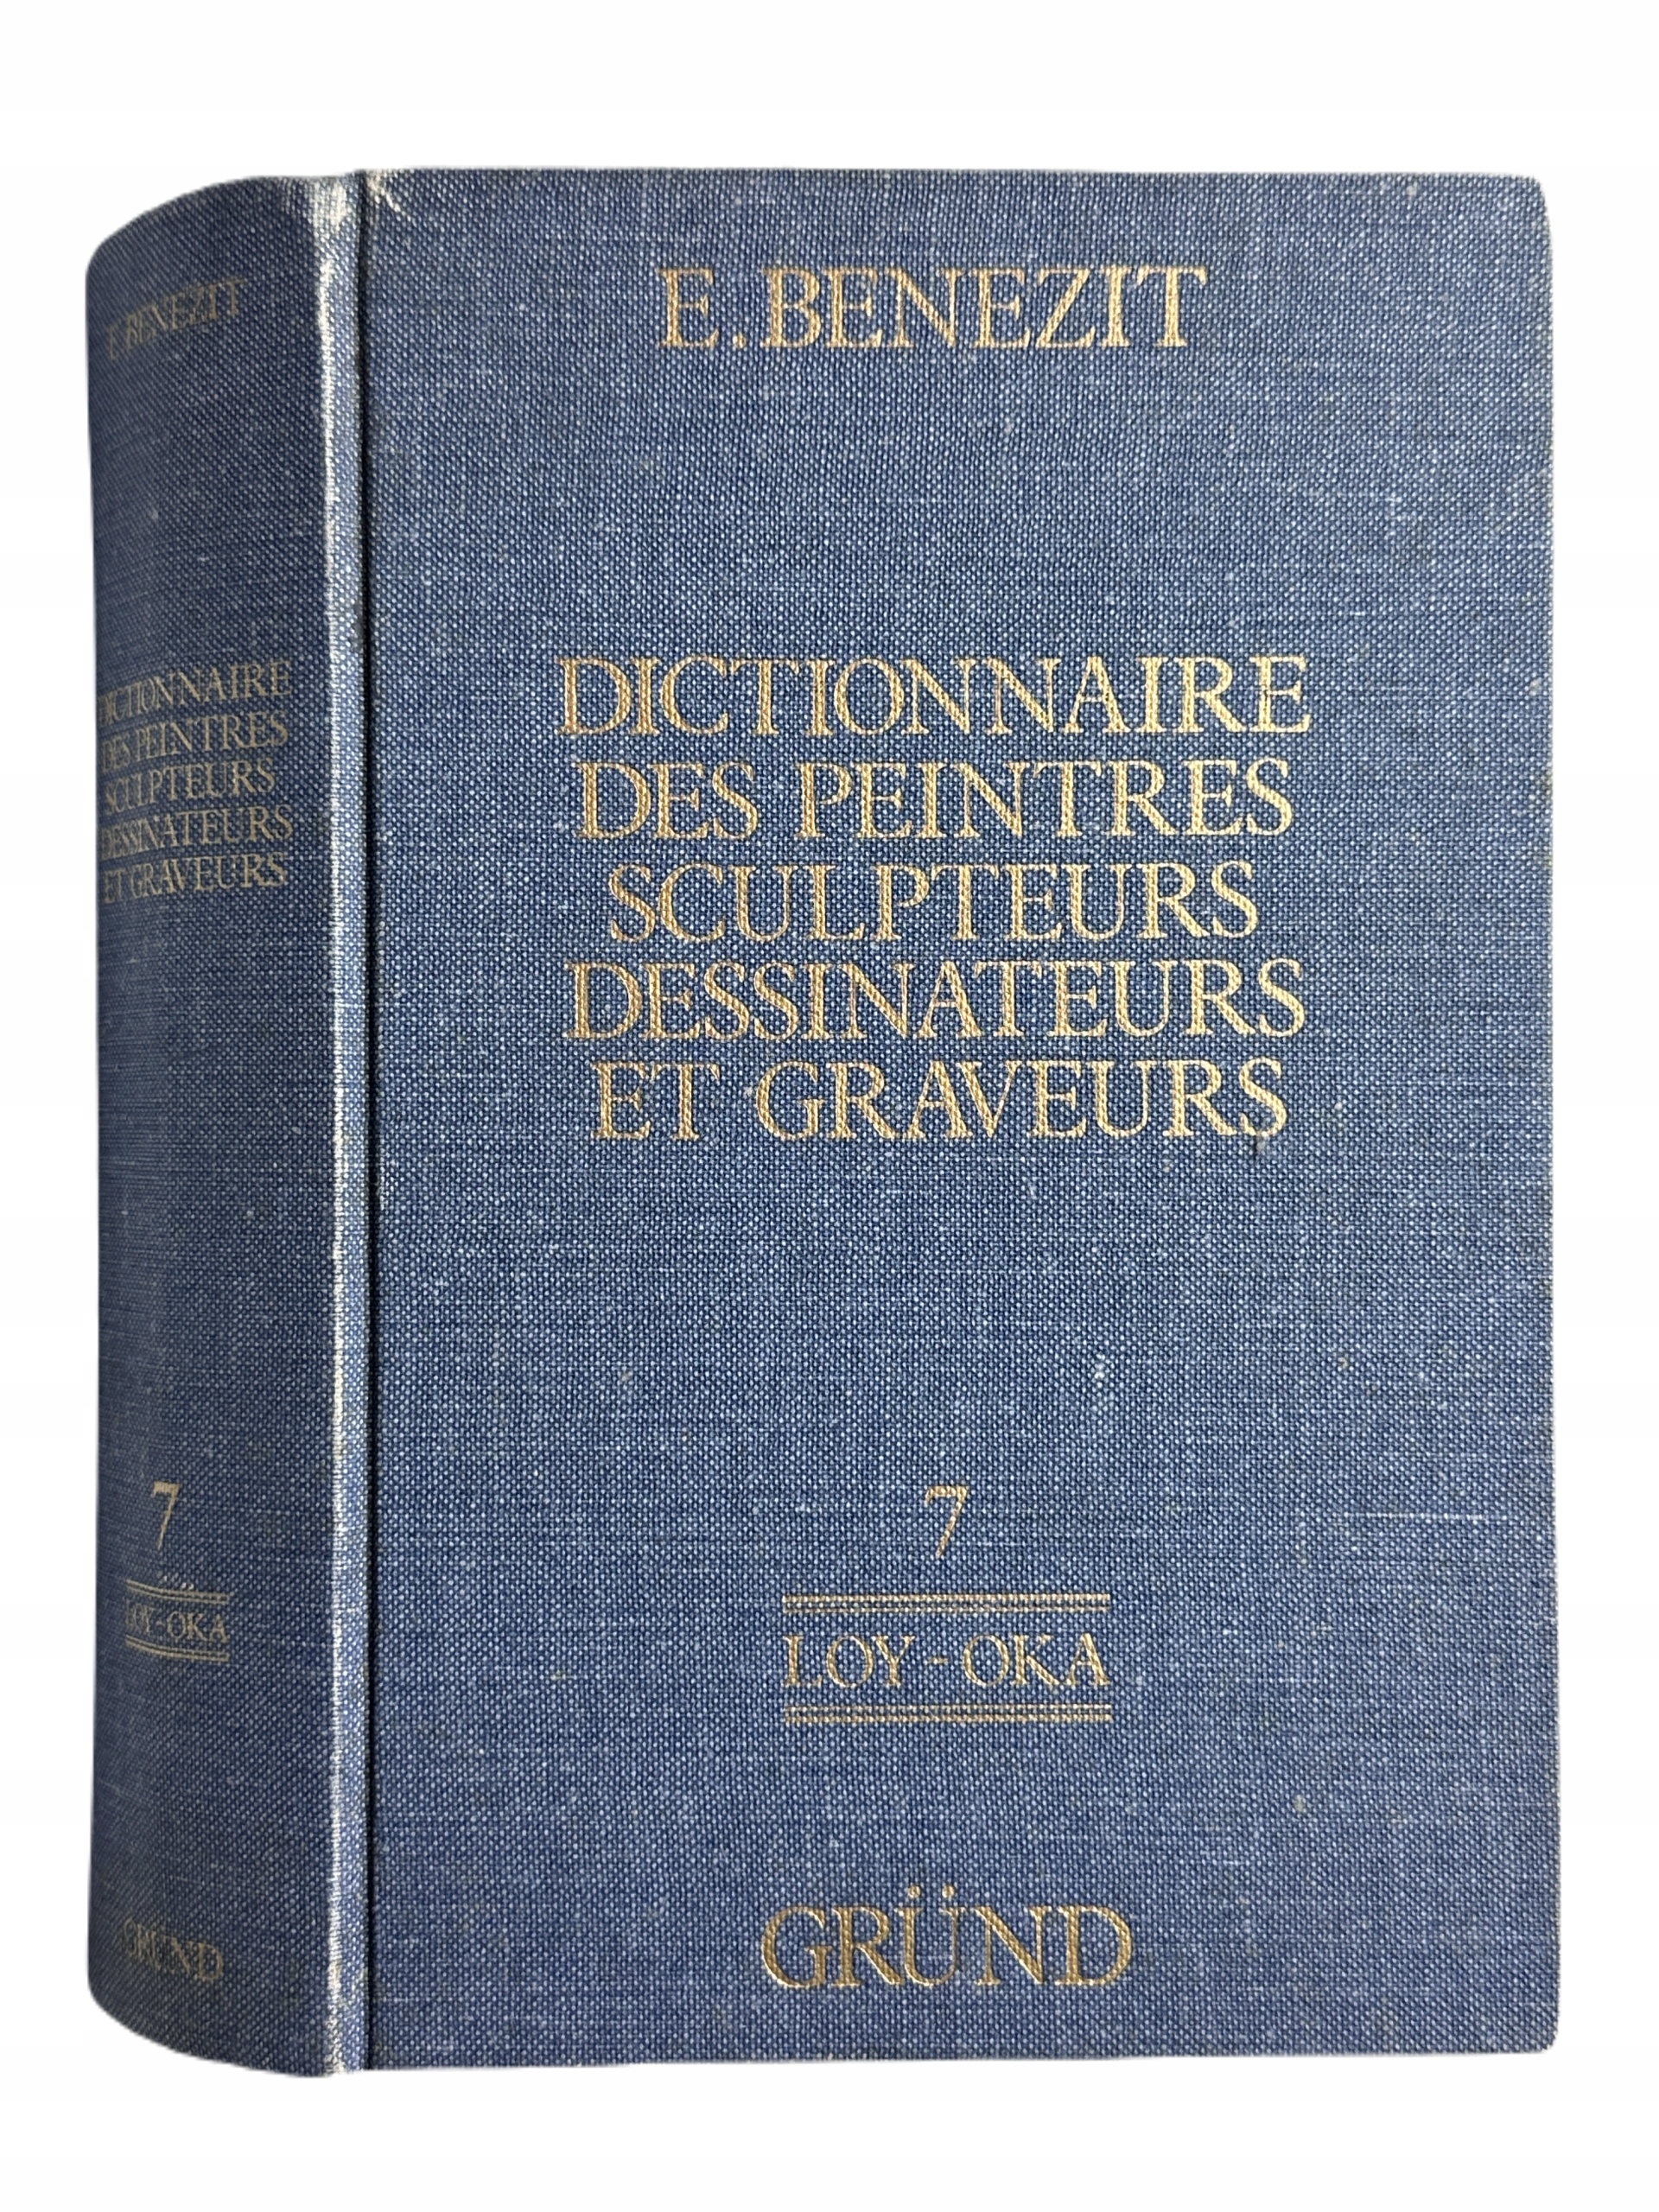 E. BENEZIT
DICTIONNAIRE
DES PEINTRES
SCULPTEURS
DESSINATEURS
ET GRAVEURS
7
LOY-OKA
GRÜND
E. BENEZIT
DICTIONNAIRE
DES PEINTRES
SCULPTEURS
DESSINATEURS
ET GRAVEURS
7
LOY-OKA
GRÜND